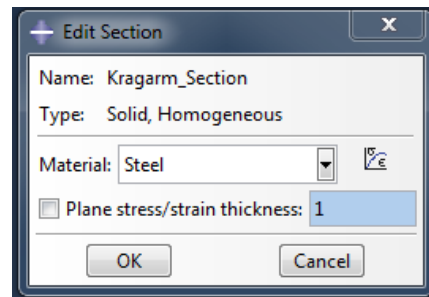 Edit Section
x
Name: Kragarm_Section
Type: Solid, Homogeneous
Material: Steel
σ ε
Plane stress/strain thickness: 1
OK Cancel